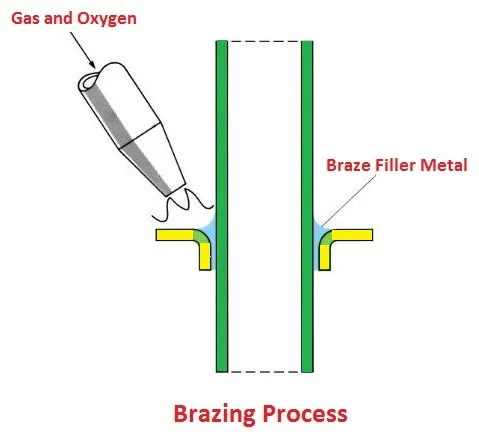 Gas and Oxygen
Braze Filler Metal
Brazing Process